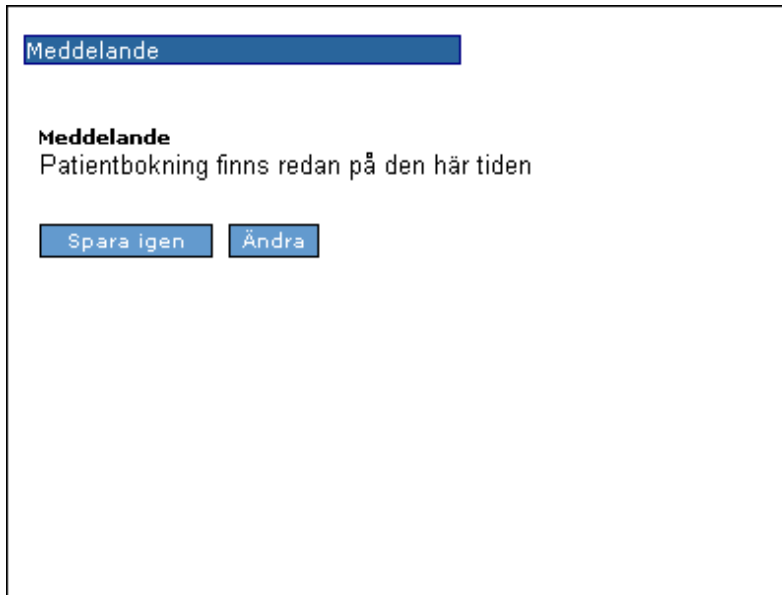 Meddelande
Meddelande
Patientbokning finns redan på den här tiden
Spara igen Ändra